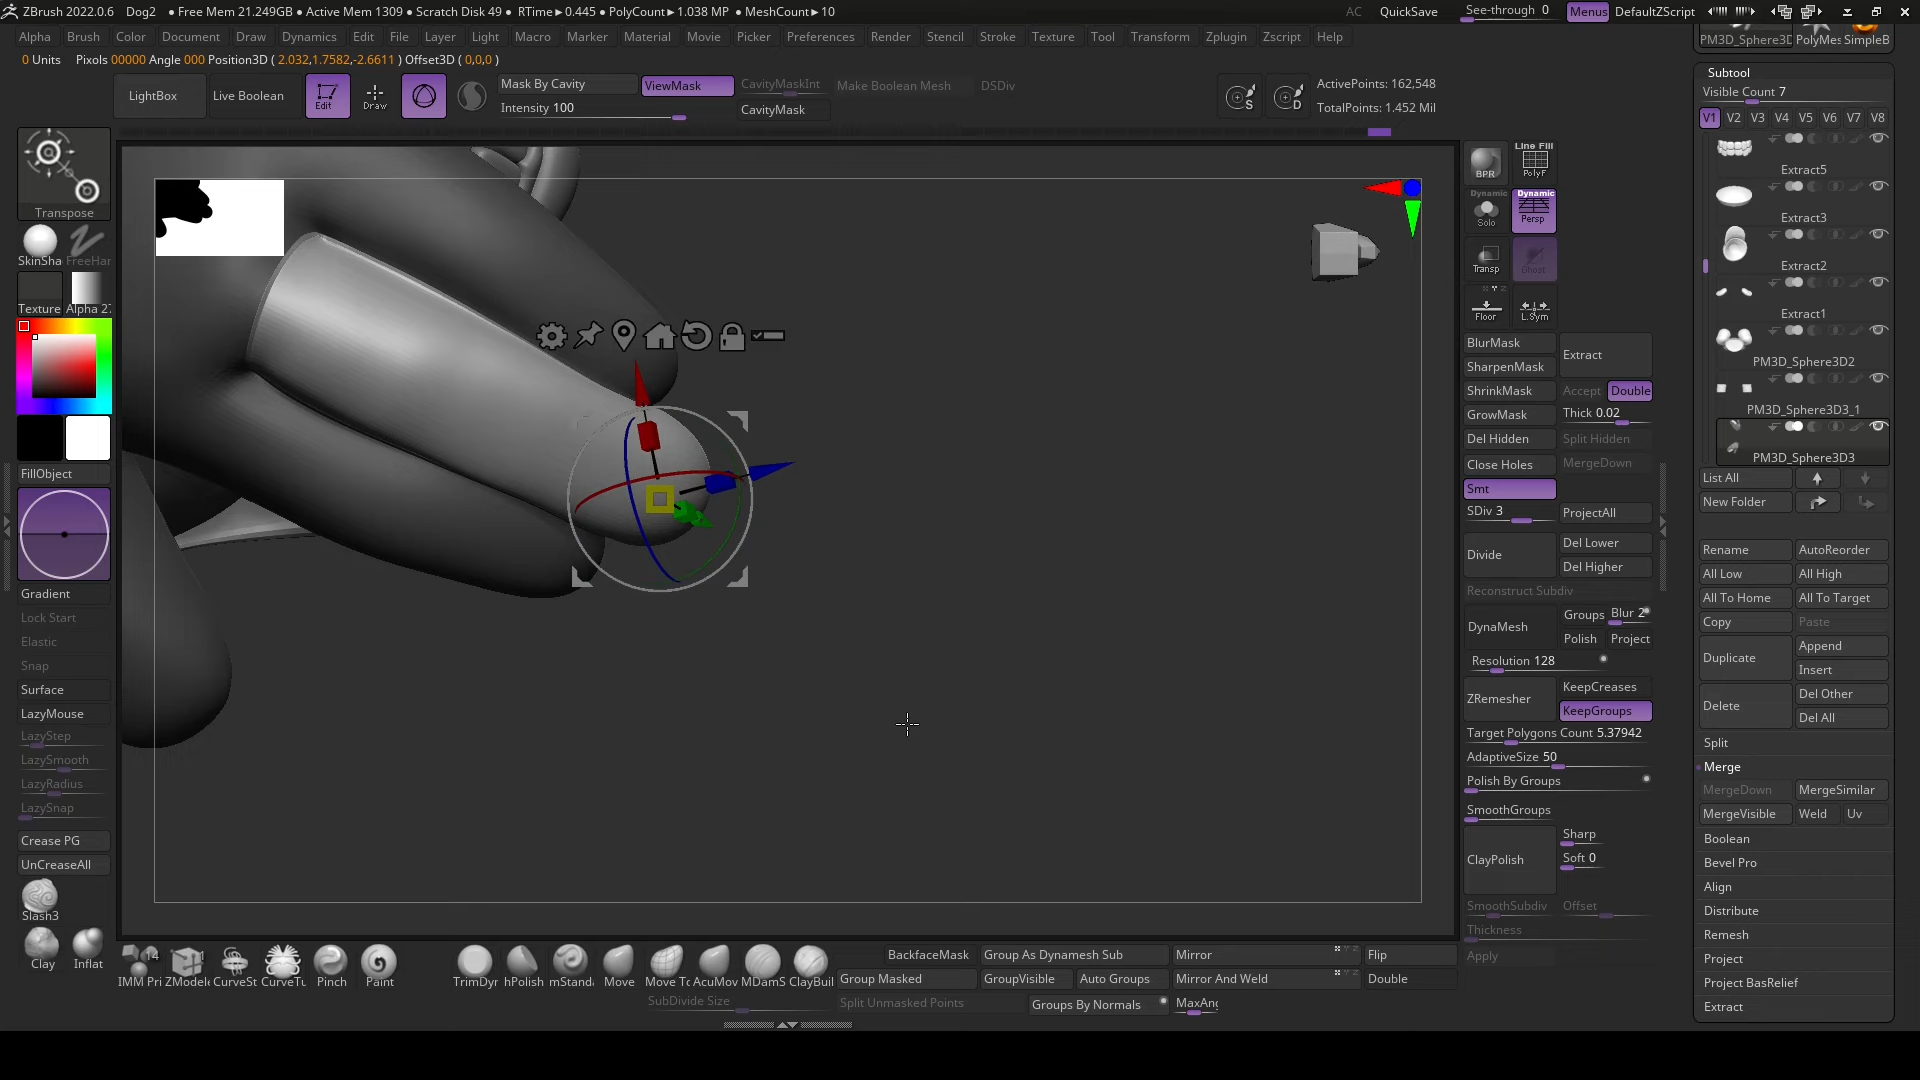 ZBrush 2022.0.6 Dog2 • Free Mem 21.249GB • Active Mem 1309 • Scratch Disk 49 • RTime▸0.445 • PolyCount▸1.038 MP • MeshCount▸10 AC QuickSave See-through 0 Menus DefaultZScript
Alpha Brush Color Document Draw Dynamics Edit File Layer Light Macro Marker Material Movie Picker Preferences Render Stencil Stroke Texture Tool Transform Zplugin Zscript Help
0 Units Pixols 00000 Angle 000 Position3D ( 2.032,1.7582,-2.6611 ) Offset3D ( 0,0,0 )
LightBox
Live Boolean
Edit
Draw
Mask By Cavity
Intensity 100
ViewMask
CavityMaskInt
CavityMask
Make Boolean Mesh
DSDiv
S
D
ActivePoints: 162,548
TotalPoints: 1.452 Mil
Transpose
SkinSha
FreeHan
Texture
Alpha 27
FillObject
Gradient
Lock Start
Elastic
Snap
Surface
LazyMouse
LazyStep
LazySmooth
LazyRadius
LazySnap
Crease PG
UnCreaseAll
Slash3
Clay
Inflat
BPR
Line Fill
PolyF
Dynamic
Solo
Dynamic
Persp
Transp
Ghost
Floor
L.Sym
BlurMask
SharpenMask
ShrinkMask
GrowMask
Del Hidden
Close Holes
Smt
SDiv 3
Divide
Extract
Accept
Double
Thick 0.02
Split Hidden
MergeDown
ProjectAll
Del Lower
Del Higher
Reconstruct Subdiv
DynaMesh
Groups
Blur 2
Polish
Project
Resolution 128
ZRemesher
KeepCreases
KeepGroups
Target Polygons Count 5.37942
AdaptiveSize 50
Polish By Groups
SmoothGroups
ClayPolish
Sharp
Soft 0
SmoothSubdiv
Offset
Thickness
Apply
PM3D_Sphere3D
PolyMes
SimpleB
Subtool
Visible Count 7
V1 V2 V3 V4 V5 V6 V7 V8
Extract5
Extract3
Extract2
Extract1
PM3D_Sphere3D2
PM3D_Sphere3D3_1
PM3D_Sphere3D3
List All
New Folder
Rename
AutoReorder
All Low
All High
All To Home
All To Target
Copy
Paste
Duplicate
Append
Insert
Delete
Del Other
Del All
Split
Merge
MergeDown
MergeSimilar
MergeVisible
Weld
Uv
Boolean
Bevel Pro
Align
Distribute
Remesh
Project
Project BasRelief
Extract
14
IMM Pri
ZModele
CurveSt
CurveTu
Pinch
Paint
TrimDyn
hPolish
mStand
Move
Move To
AcuMov
MDamS
ClayBuil
SubDivide Size
BackfaceMask
Group As Dynamesh Sub
Mirror
Flip
Group Masked
GroupVisible
Auto Groups
Mirror And Weld
Double
Split Unmasked Points
Groups By Normals
MaxAng